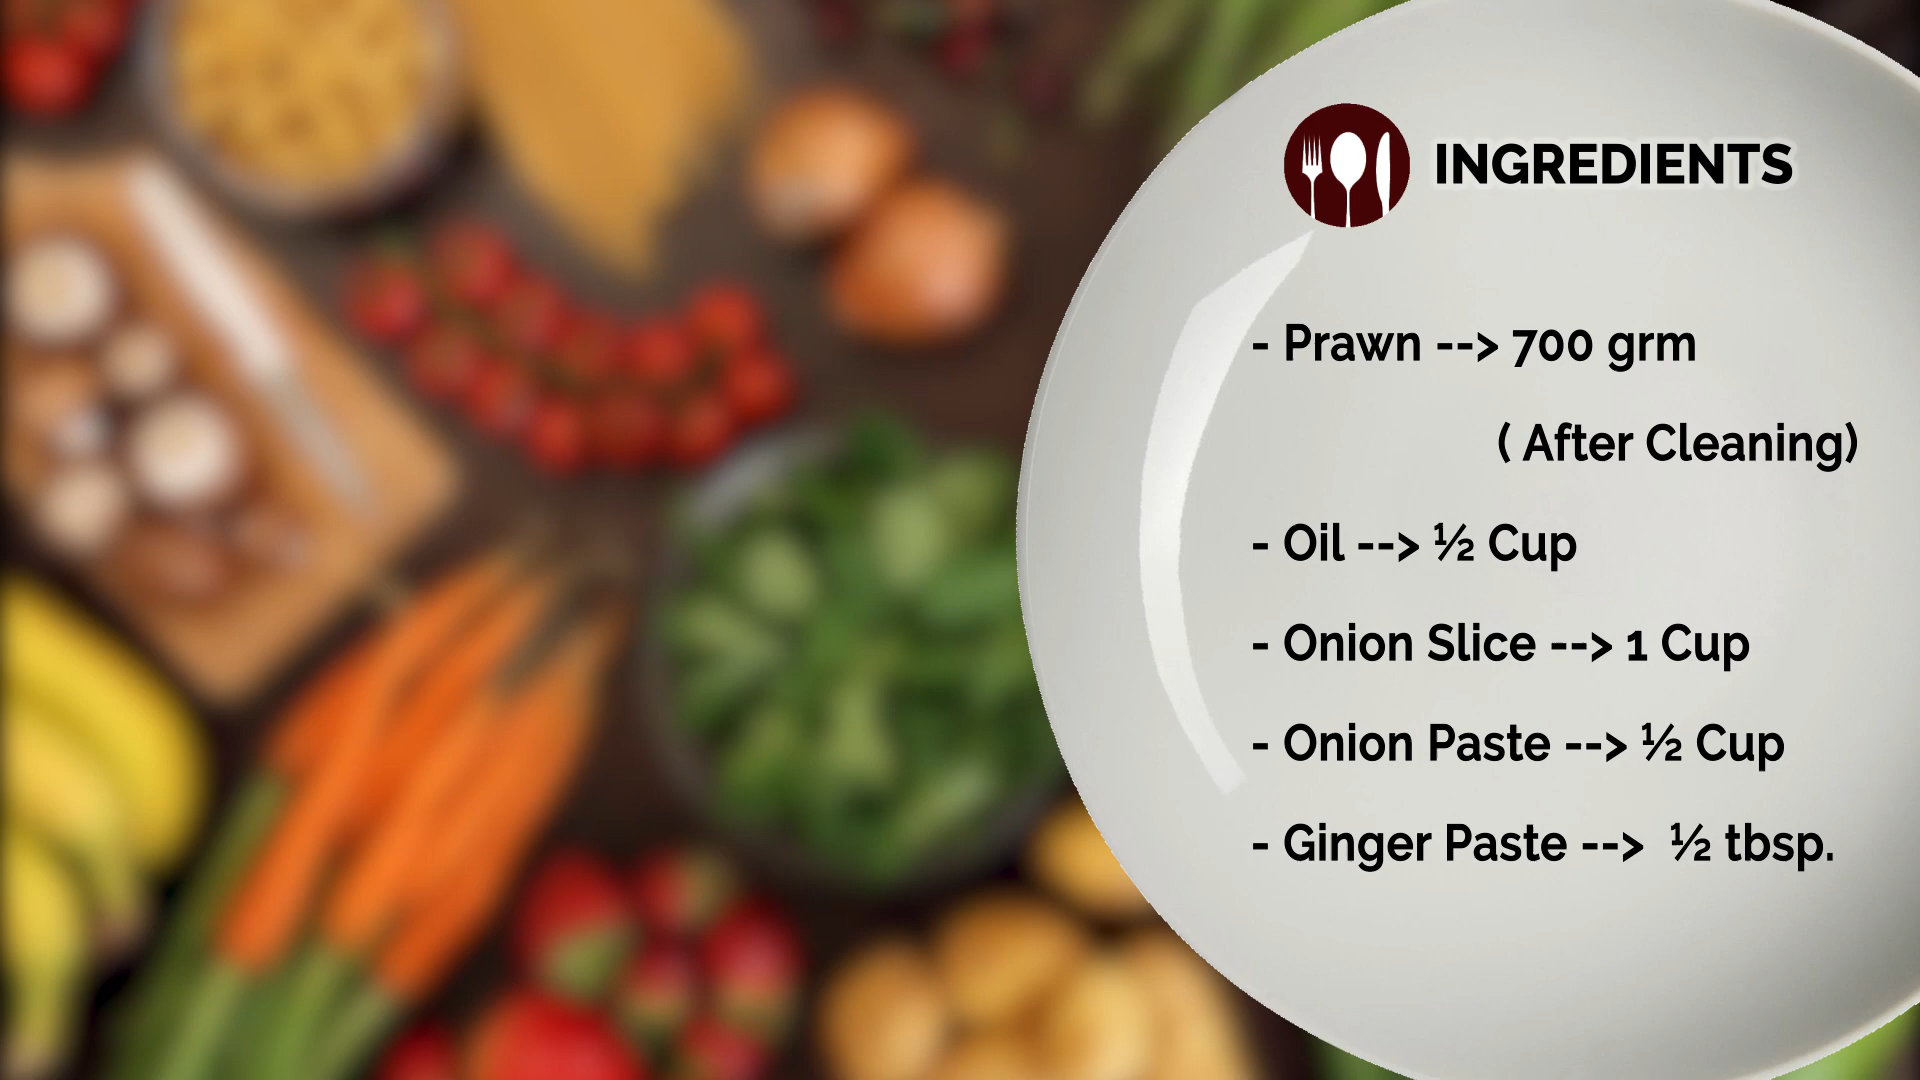 INGREDIENTS
- Prawn --> 700 grm
( After Cleaning)
- Oil --> ½ Cup
- Onion Slice --> 1 Cup
- Onion Paste --> ½ Cup
- Ginger Paste -->  ½ tbsp.